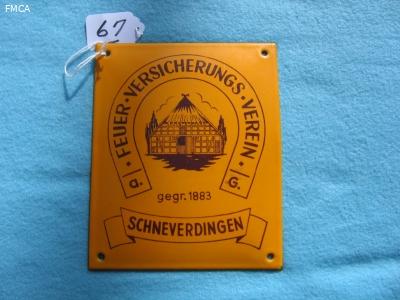 FMCA
67
FEUER·VERSICHERUNGS·VEREIN
a. G.
gegr. 1883
SCHNEVERDINGEN